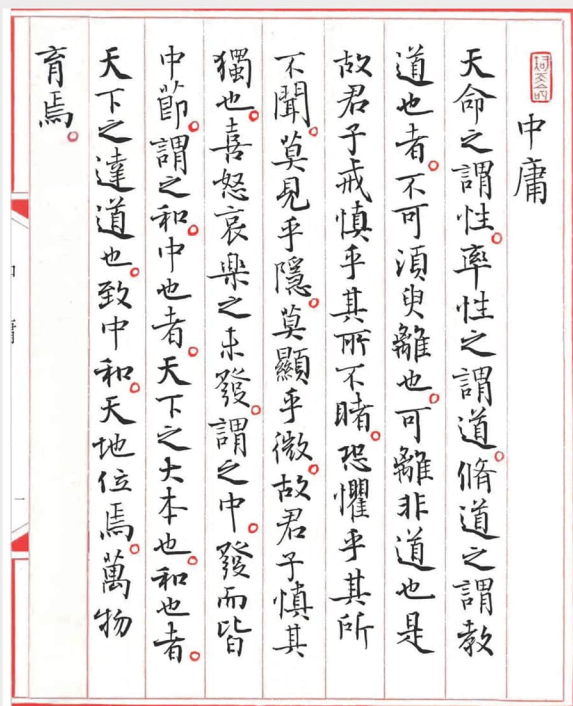 中庸
天命之謂性。率性之謂道。脩道之謂教
道也者。不可須臾離也。可離非道也是
故君子戒慎乎其所不睹。恐懼乎其所
不聞。莫見乎隱。莫顯乎微。故君子慎其
獨也。喜怒哀樂之未發。謂之中。發而皆
中節。謂之和。中也者。天下之大本也。和也者。
天下之達道也。致中和。天地位焉。萬物
育焉。
一